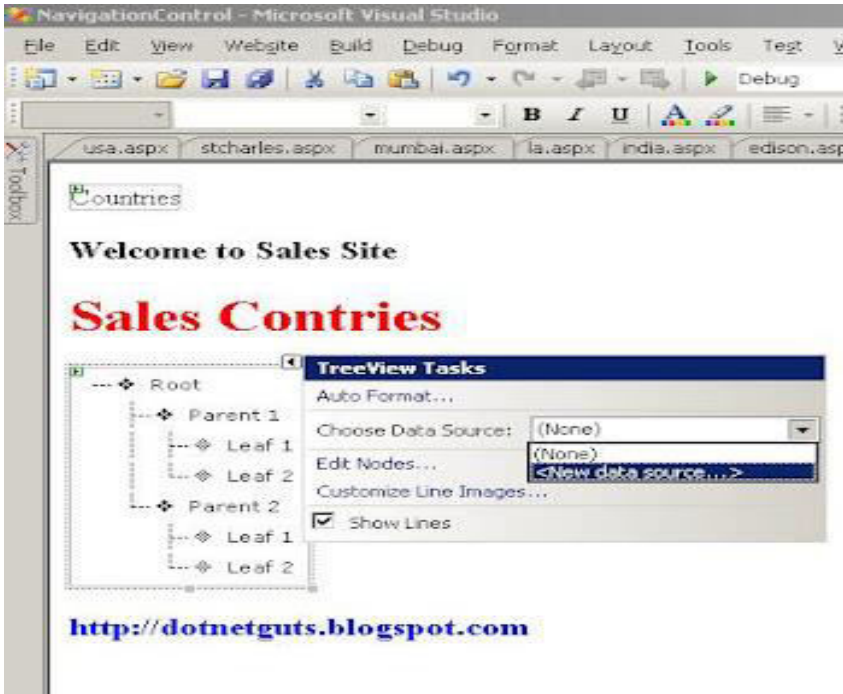 NavigationControl - Microsoft Visual Studio
File Edit View Website Build Debug Format Layout Tools Test
Debug
B I U A
Toolbox
usa.aspx stcharles.aspx mumbai.aspx la.aspx india.aspx edison.asp
Countries
Welcome to Sales Site
Sales Contries
TreeView Tasks
Auto Format...
Choose Data Source: (None)
(None)
<New data source...>
Edit Nodes...
Customize Line Images...
Show Lines
Root
Parent 1
Leaf 1
Leaf 2
Parent 2
Leaf 1
Leaf 2
http://dotnetguts.blogspot.com